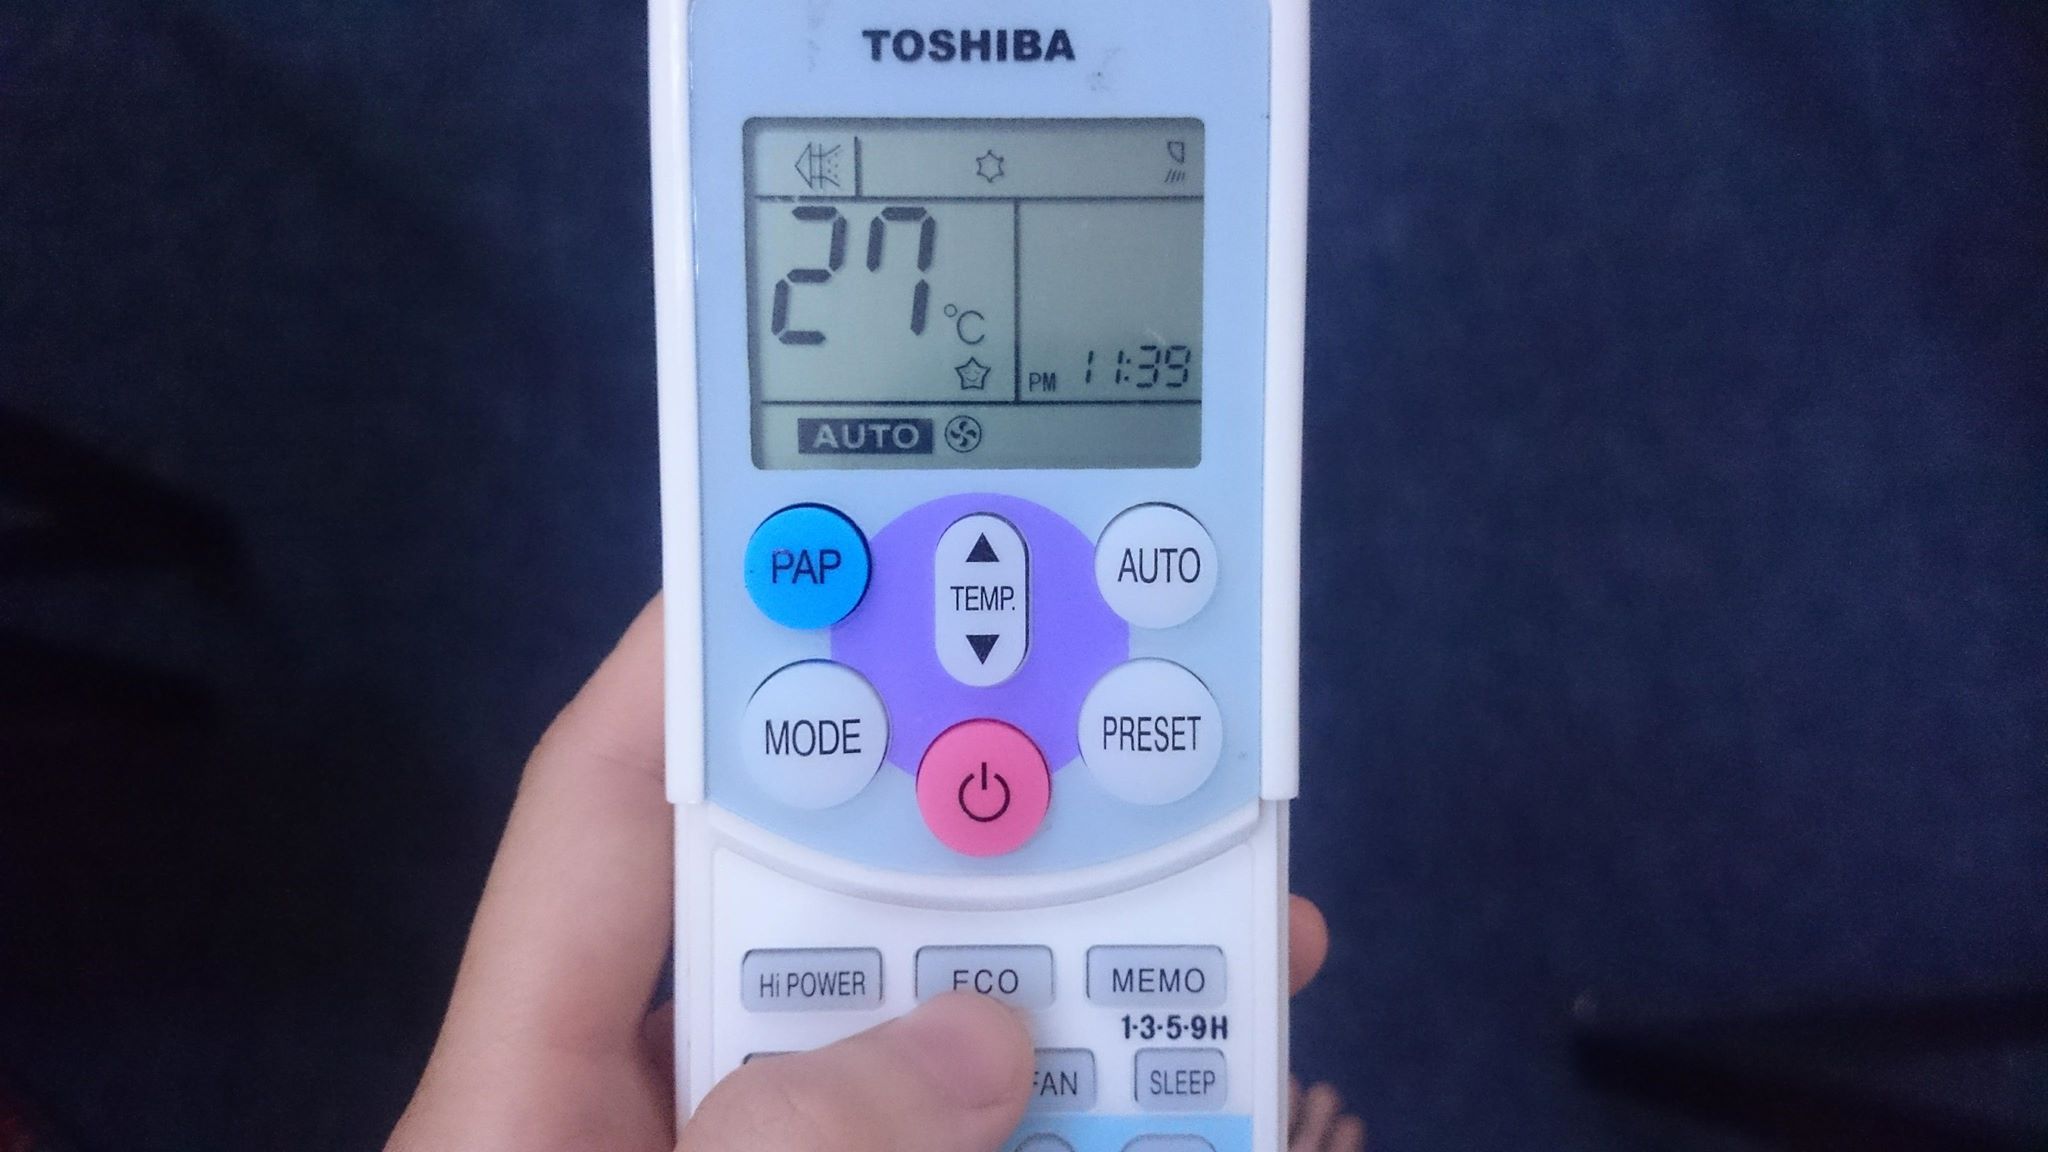 TOSHIBA
27 °C
PM 11:39
AUTO
PAP
TEMP.
AUTO
MODE
PRESET
Hi POWER
ECO
MEMO
1·3·5·9H
FAN
SLEEP